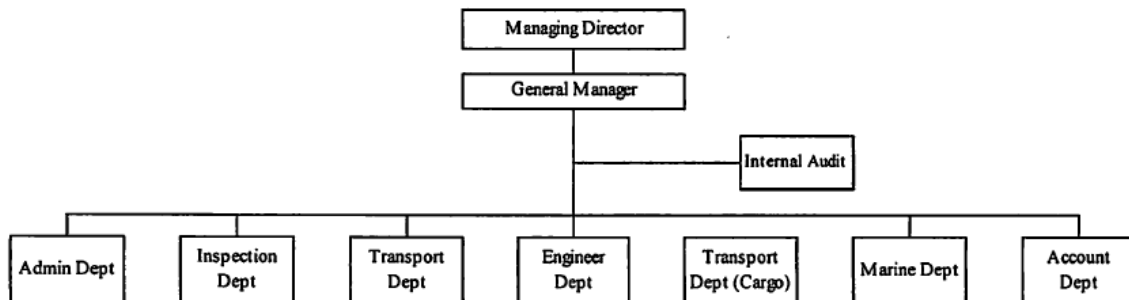 Managing Director
General Manager
Internal Audit
Admin Dept
Inspection
Dept
Transport
Dept
Engineer
Dept
Transport
Dept (Cargo)
Marine Dept
Account
Dept